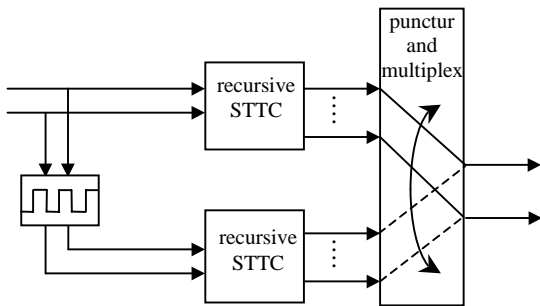 punctur
and
multiplex
recursive
STTC
recursive
STTC